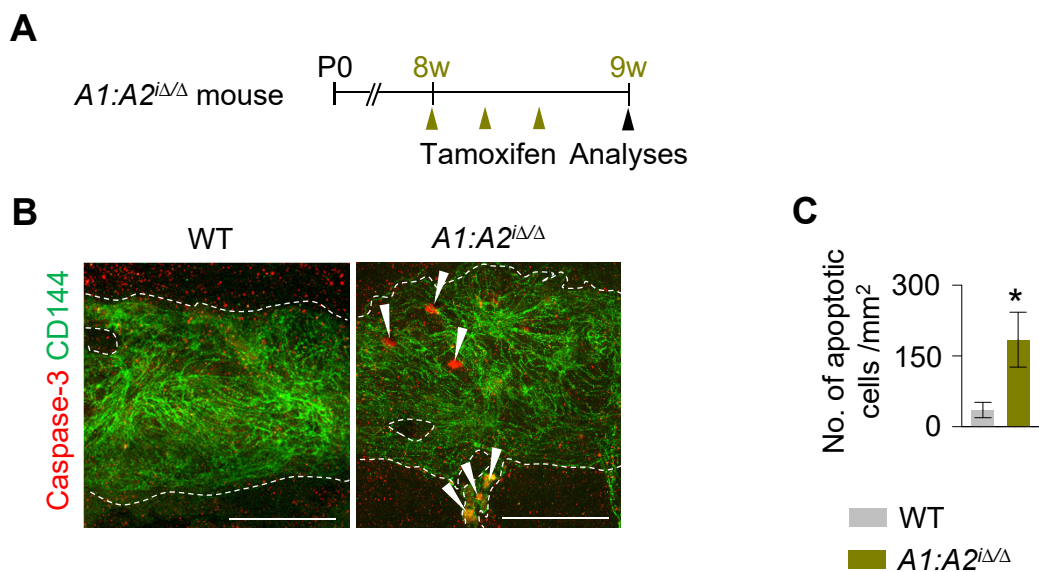 A
P0 8w 9w
A1:A2iΔ/Δ mouse
Tamoxifen Analyses
B
WT A1:A2iΔ/Δ
Caspase-3 CD144
C
No. of apoptotic
cells /mm2
300
150
0
*
WT
A1:A2iΔ/Δ